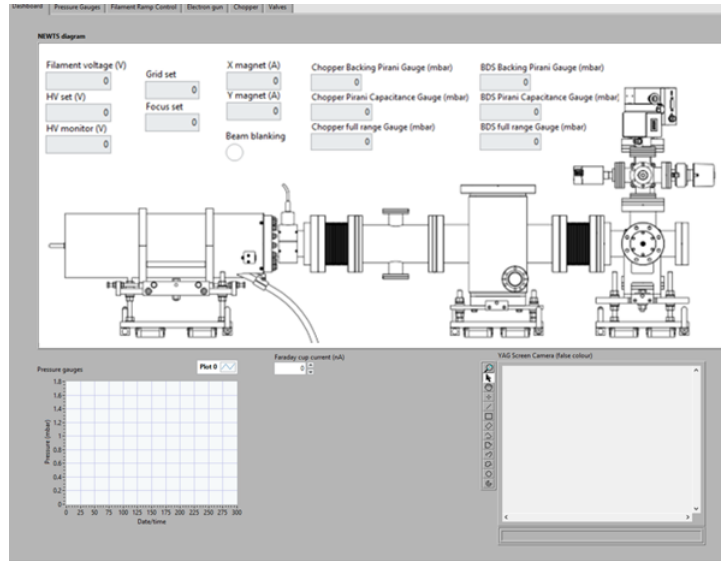 Dashboard Pressure Gauges Filament Ramp Control Electron gun Chopper Valves
NEWTS diagram
Filament voltage (V)
0
HV set (V)
0
HV monitor (V)
0
Grid set
0
Focus set
0
X magnet (A)
0
Y magnet (A)
0
Beam blanking
Chopper Backing Pirani Gauge (mbar)
0
Chopper Pirani Capacitance Gauge (mbar)
0
Chopper full range Gauge (mbar)
0
BDS Backing Pirani Gauge (mbar)
0
BDS Pirani Capacitance Gauge (mbar)
0
BDS full range Gauge (mbar)
0
Pressure gauges
Plot 0
Pressure (mbar)
1.8
1.6
1.4
1.2
1
0.8
0.6
0.4
0.2
0
0 25 50 75 100 125 150 175 200 225 250 275 300
Date/time
Faraday cup current (nA)
0
YAG Screen Camera (false colour)